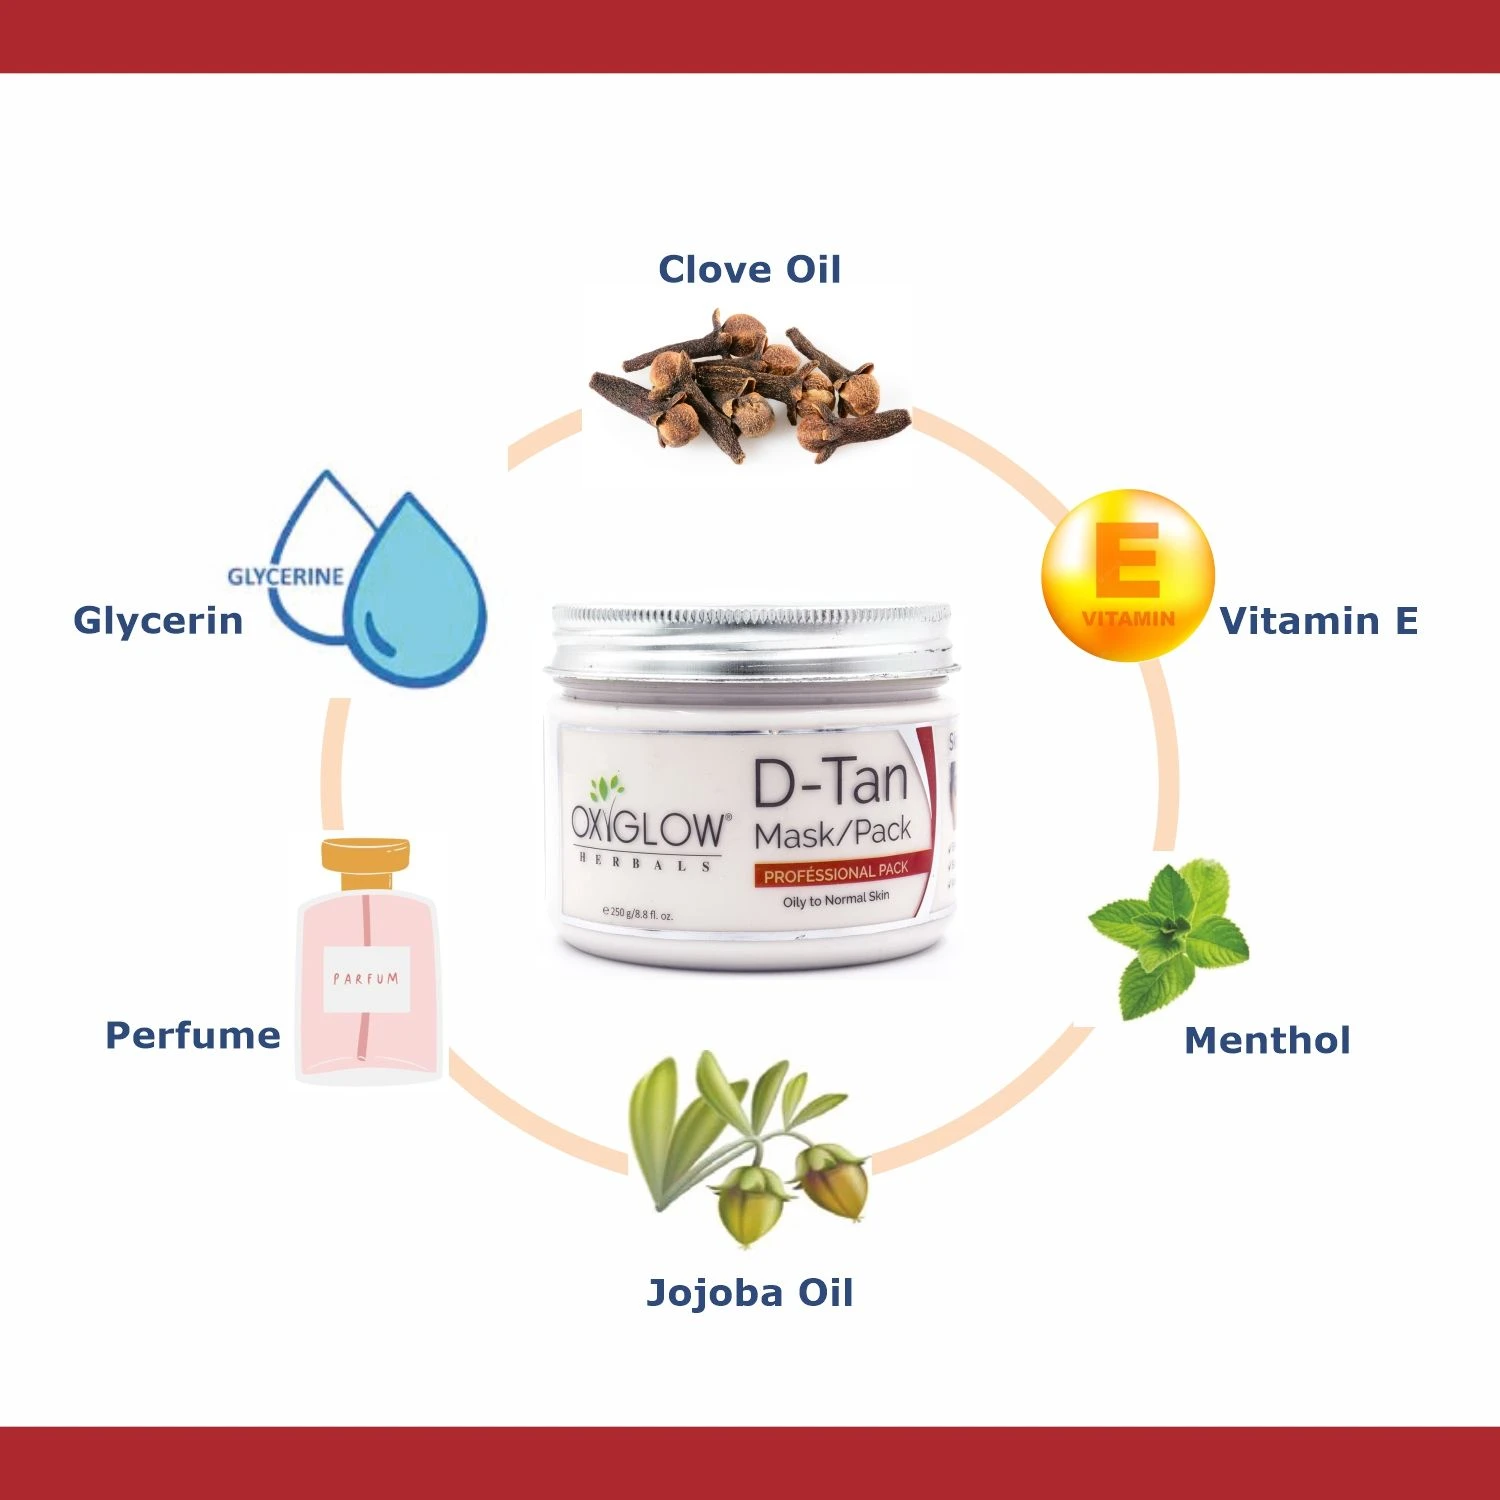 Clove Oil
GLYCERINE
Glycerin
E
VITAMIN
Vitamin E
D-Tan
OXYGLOW®
HERBALS
Mask/Pack
PROFÉSSIONAL PACK
Oily to Normal Skin
℮ 250 g/8.8 fl. oz.
PARFUM
Perfume
Menthol
Jojoba Oil